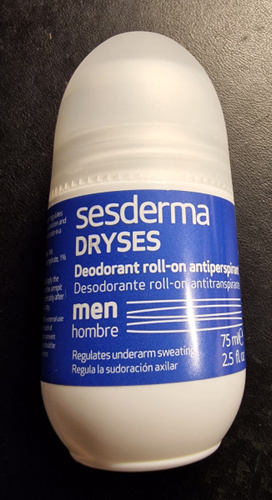 sesderma
DRYSES
Deodorant roll-on antiperspirant
Desodorante roll-on antitranspirante
men
hombre
75 ml
2.5 fl.oz
Regulates underarm sweating
Regula la sudoración axilar